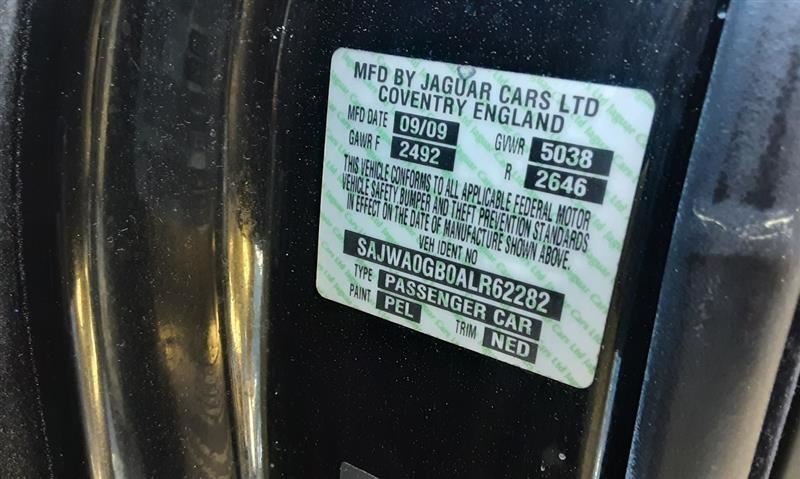 MFD BY JAGUAR CARS LTD
COVENTRY ENGLAND
MFD DATE 09/09 GVWR 5038
GAWR F 2492 R 2646
THIS VEHICLE CONFORMS TO ALL APPLICABLE FEDERAL MOTOR
VEHICLE SAFETY BUMPER AND THEFT PREVENTION STANDARDS
IN EFFECT ON THE DATE OF MANUFACTURE SHOWN ABOVE.
VEH IDENT NO
SAJWA0GB0ALR62282
TYPE PASSENGER CAR
PAINT PEL TRIM NED